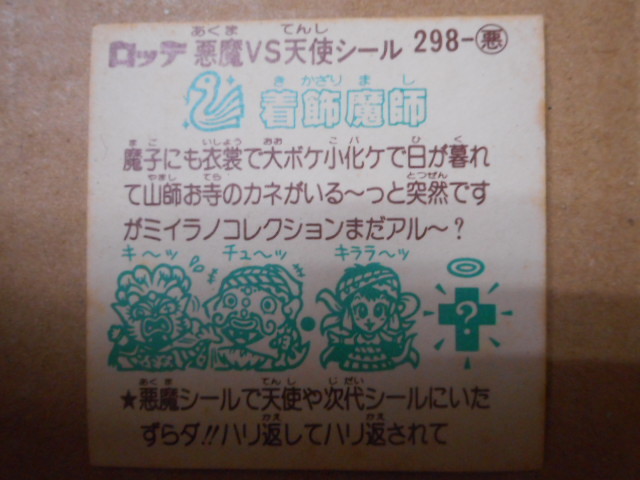 ロッテ 悪魔VS天使シール 298-悪
着飾魔師
魔子にも衣装で大ボケ小化ケで日が暮れ
て山師お寺のカネがいる～っと突然です
がミイラノコレクションまだアル～?
キ～ッ チュ～ッ キララ～ッ
?
★悪魔シールで天使や次代シールにいた
ずらダ!!ハリ返してハリ返されて